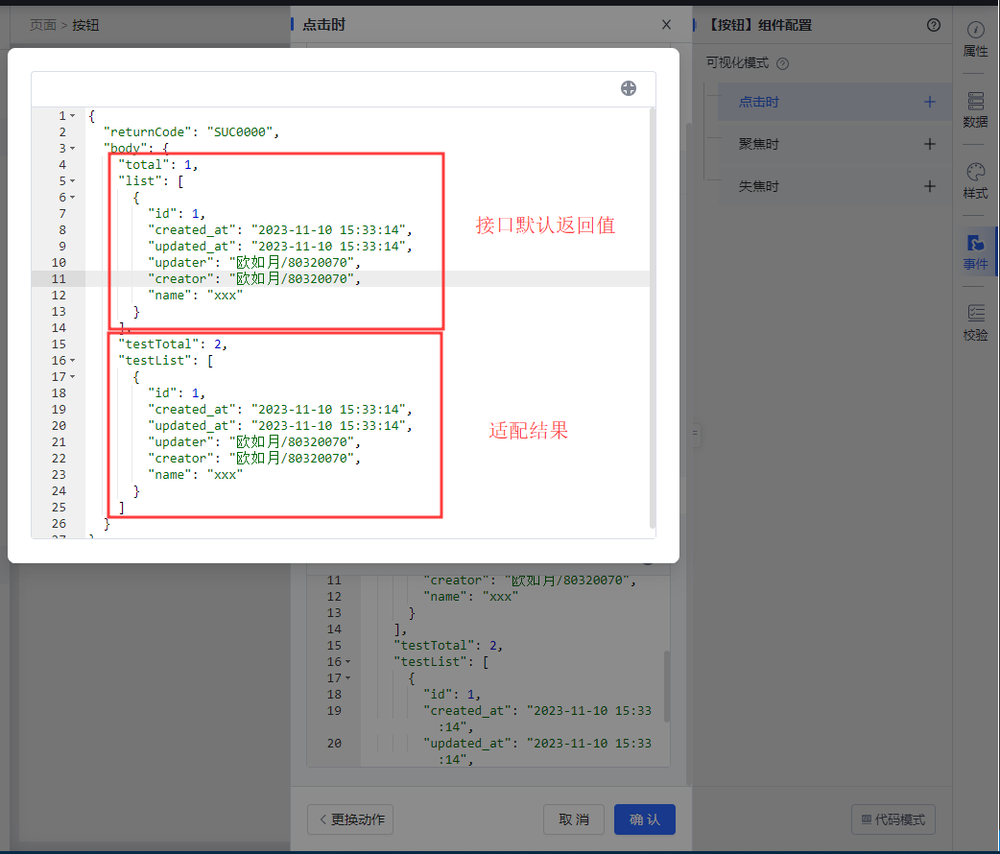 页面 > 按钮
点击时
【按钮】组件配置
属性
可视化模式
点击时
数据
聚焦时
失焦时
样式
事件
校验
1 {
2 "returnCode": "SUC0000",
3 "body": {
4 "total": 1,
5 "list": [
6 {
7 "id": 1,
8 "created_at": "2023-11-10 15:33:14",
9 "updated_at": "2023-11-10 15:33:14",
10 "updater": "欧如月/80320070",
11 "creator": "欧如月/80320070",
12 "name": "xxx"
13 }
14 ],
接口默认返回值
15 "testTotal": 2,
16 "testList": [
17 {
18 "id": 1,
19 "created_at": "2023-11-10 15:33:14",
20 "updated_at": "2023-11-10 15:33:14",
21 "updater": "欧如月/80320070",
22 "creator": "欧如月/80320070",
23 "name": "xxx"
24 }
25 ]
26 }
27 }
适配结果
11 "creator": "欧如月/80320070",
12 "name": "xxx"
13 }
14 ],
15 "testTotal": 2,
16 "testList": [
17 {
18 "id": 1,
19 "created_at": "2023-11-10 15:33
:14",
20 "updated_at": "2023-11-10 15:33
:14",
更换动作
取 消
确 认
代码模式